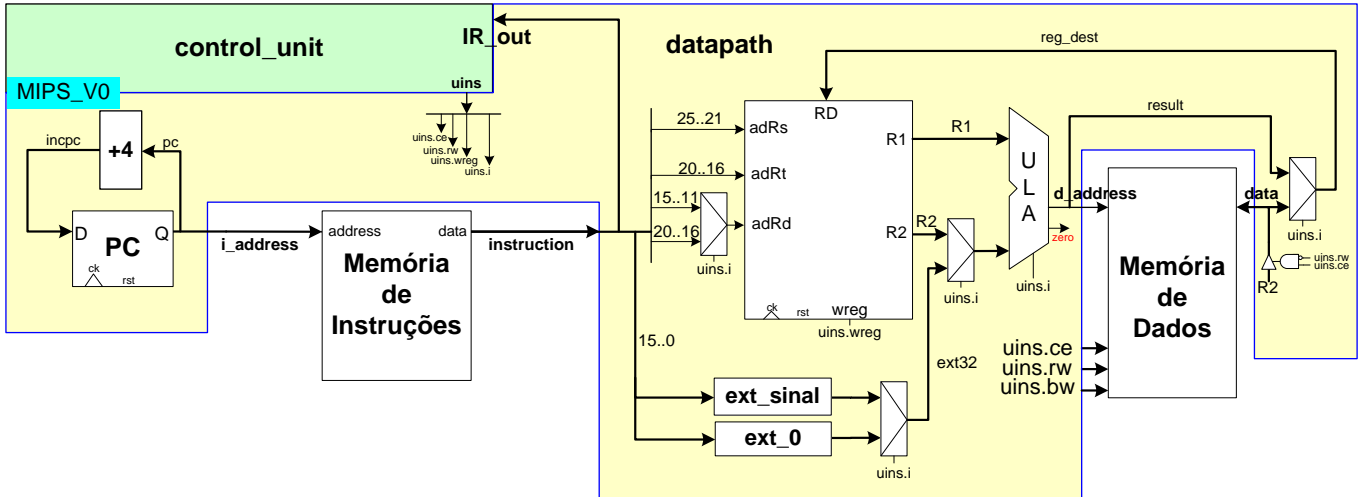 control_unit
IR_out
datapath
reg_dest
MIPS_V0
uins
uins.ce
uins.rw
uins.wreg
uins.i
incpc
+4
pc
D
PC
Q
ck
rst
i_address
address
data
Memória
de
Instruções
instruction
25..21
20..16
15..11
20..16
uins.i
adRs
adRt
adRd
RD
R1
R2
ck
rst
wreg
uins.wreg
R1
R2
uins.i
U
L
A
zero
uins.i
result
d_address
data
Memória
de
Dados
uins.i
uins.rw
uins.ce
R2
uins.ce
uins.rw
uins.bw
15..0
ext32
ext_sinal
ext_0
uins.i